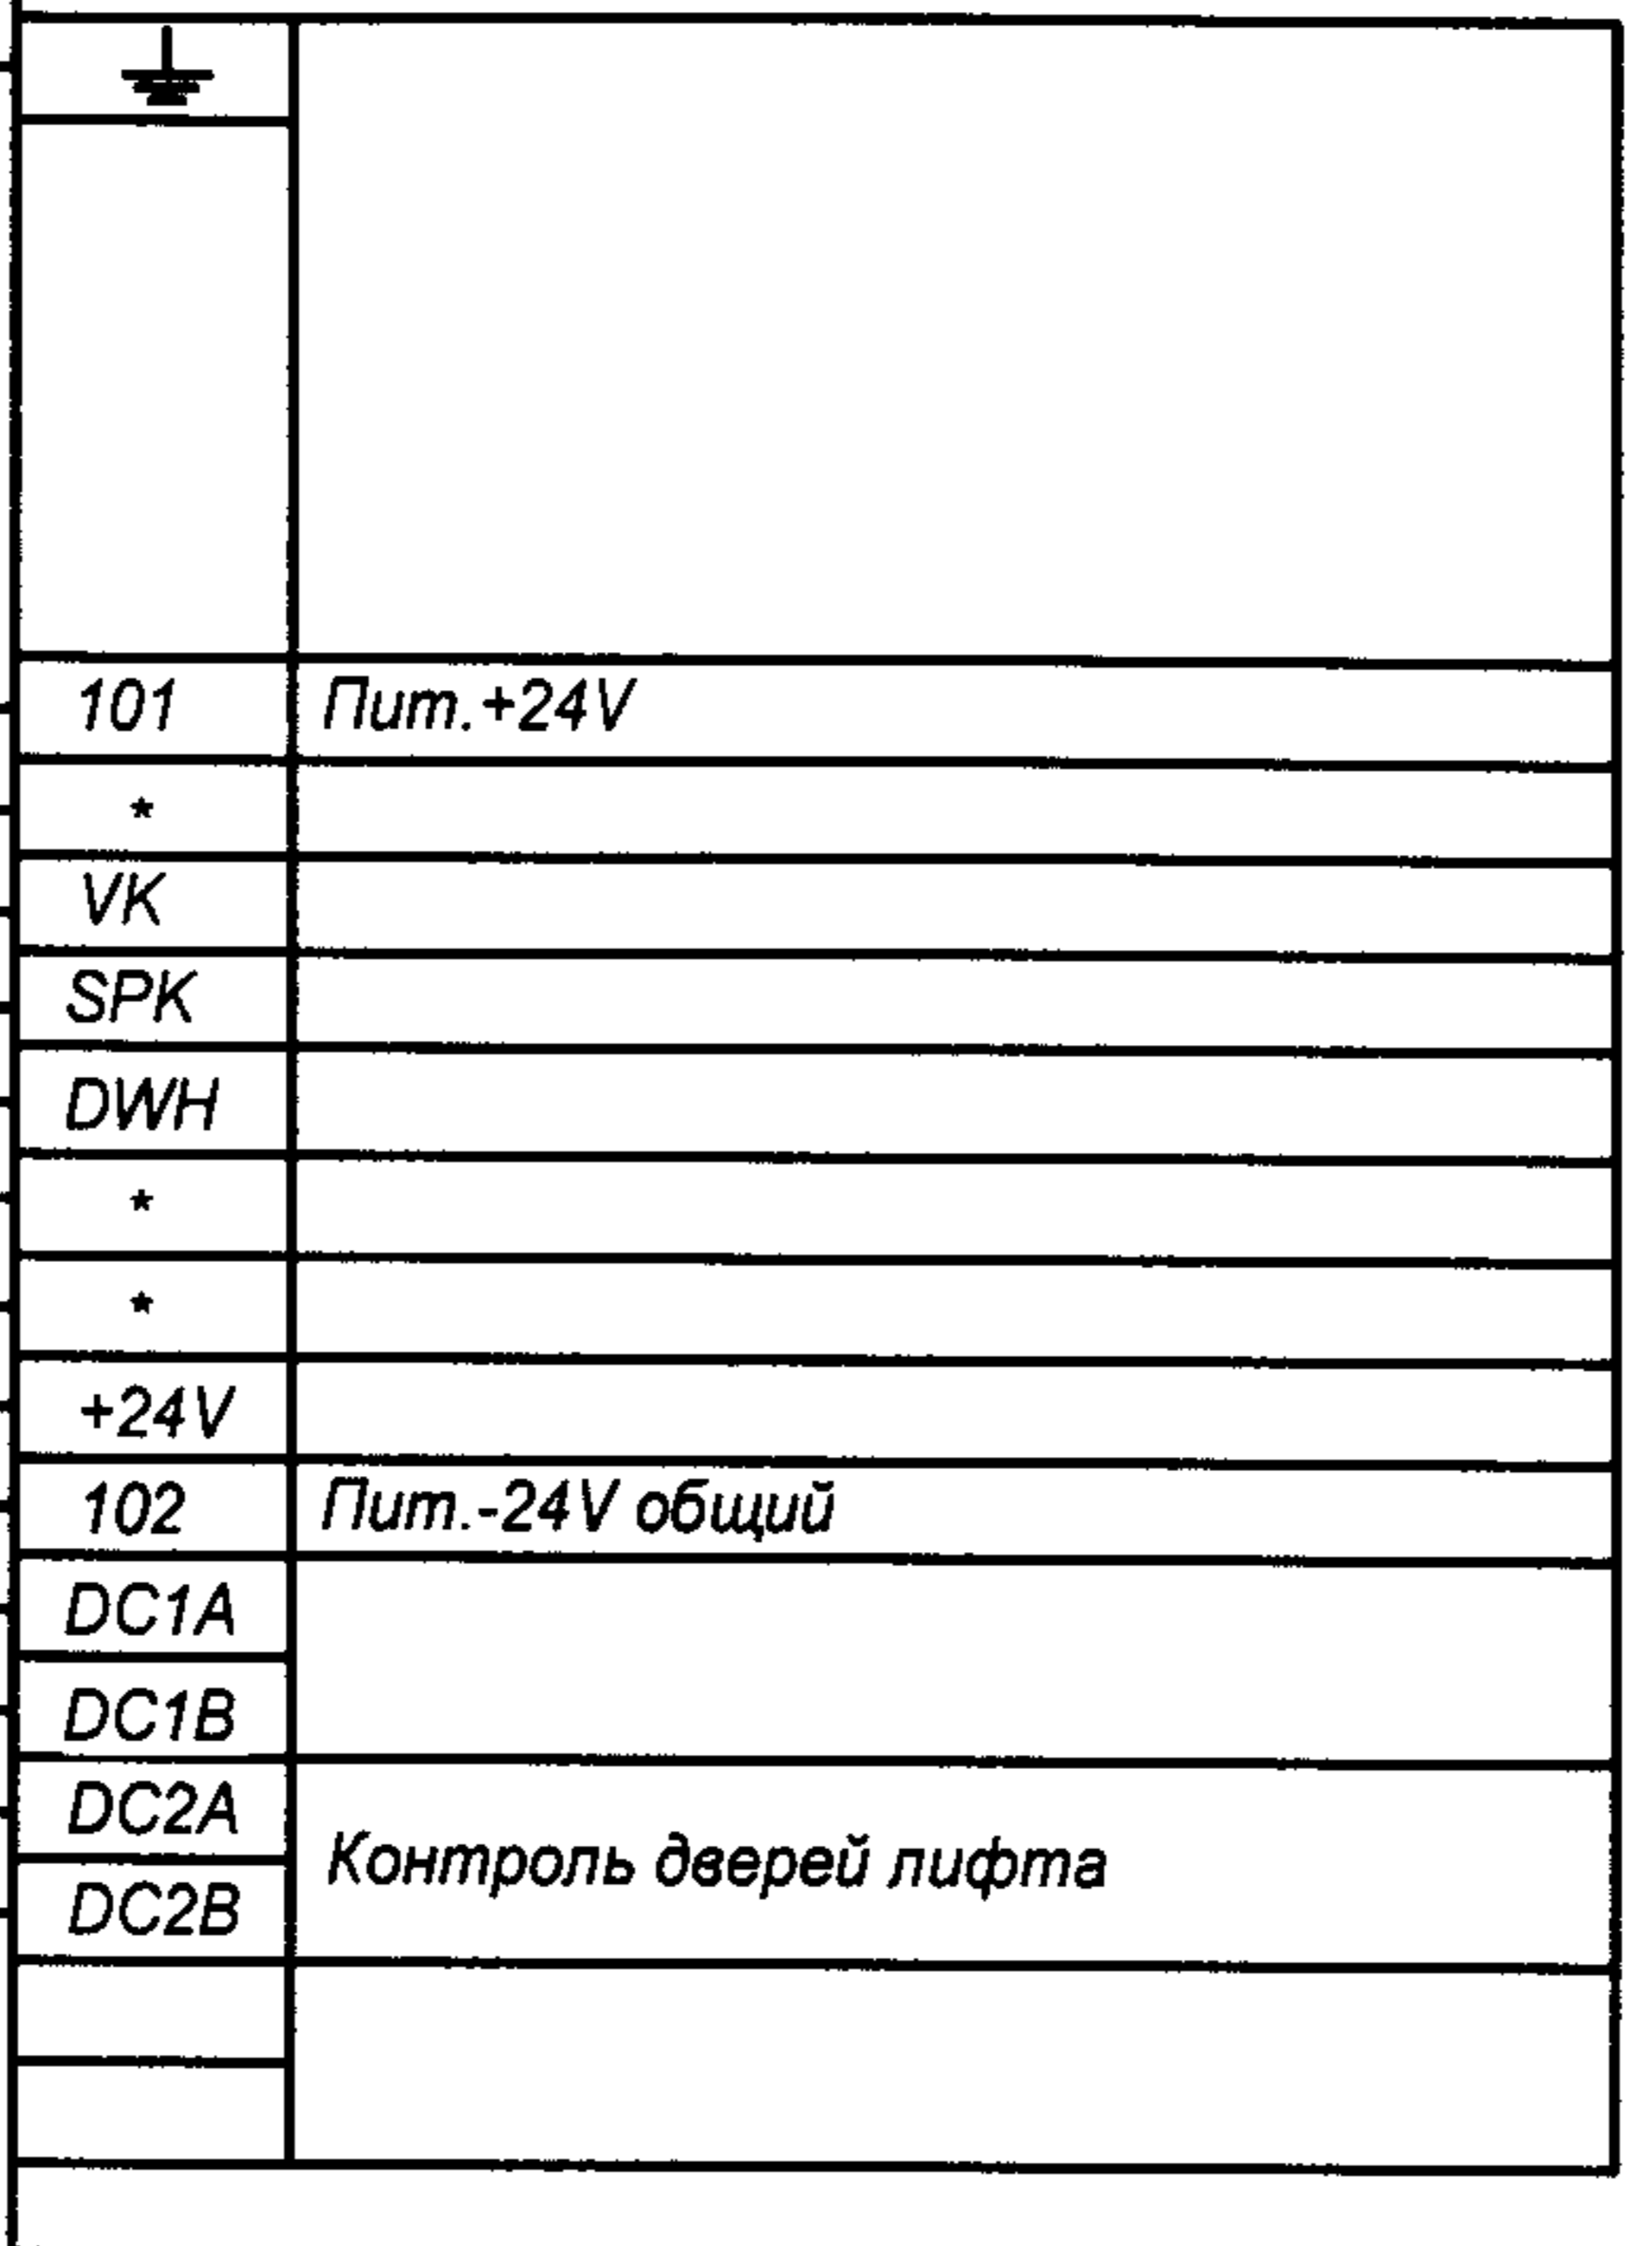 101 Пит.+24V
*
VK
SPK
DWH
*
*
+24V
102 Пит.-24V общий
DC1A
DC1B
DC2A
Контроль дверей лифта
DC2B